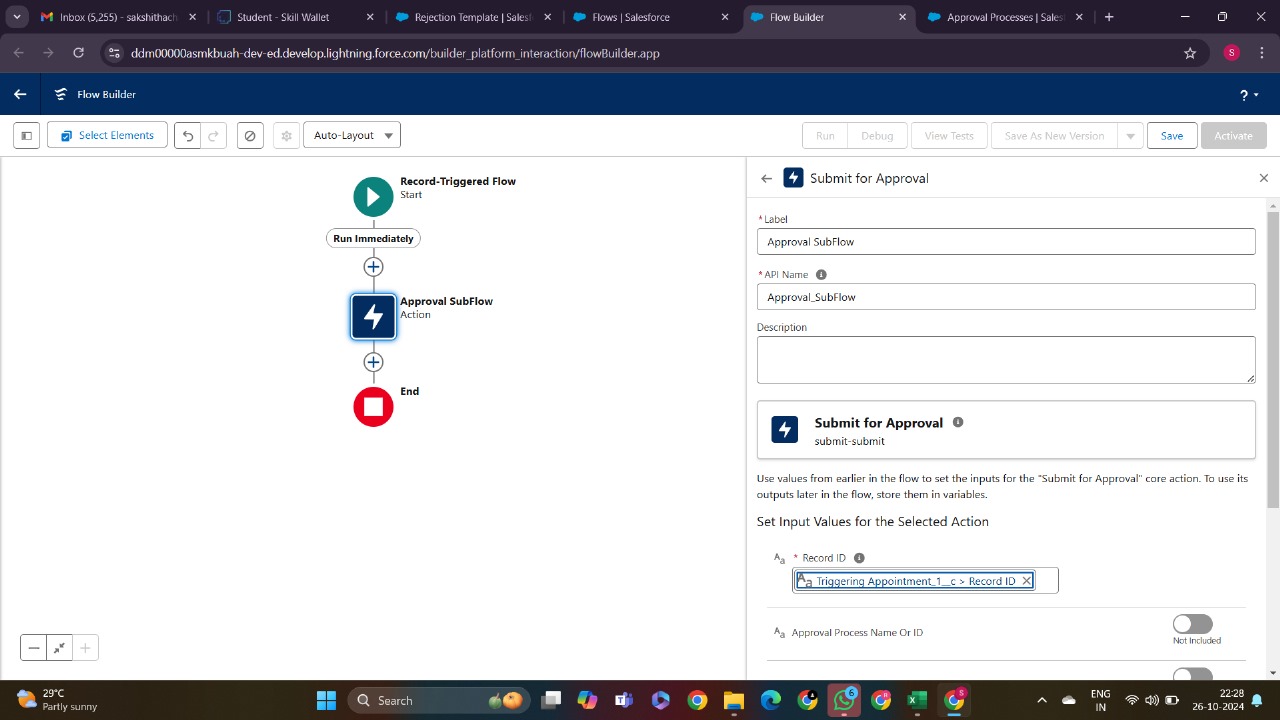 Inbox (5,255) - sakshithach
Student - Skill Wallet
Rejection Template | Salesf
Flows | Salesforce
Flow Builder
Approval Processes | Sales
ddm00000asmkbuah-dev-ed.develop.lightning.force.com/builder_platform_interaction/flowBuilder.app
S
Flow Builder
?
Select Elements
Auto-Layout
Run
Debug
View Tests
Save As New Version
Save
Activate
Record-Triggered Flow
Start
Run Immediately
Approval SubFlow
Action
End
Submit for Approval
* Label
Approval SubFlow
* API Name
Approval_SubFlow
Description
Submit for Approval
submit-submit
Use values from earlier in the flow to set the inputs for the "Submit for Approval" core action. To use its
outputs later in the flow, store them in variables.
Set Input Values for the Selected Action
Aa * Record ID
Aa Triggering Appointment_1__c > Record ID
Aa Approval Process Name Or ID
Not Included
29°C
Partly sunny
Search
6
ENG
IN
22:28
26-10-2024